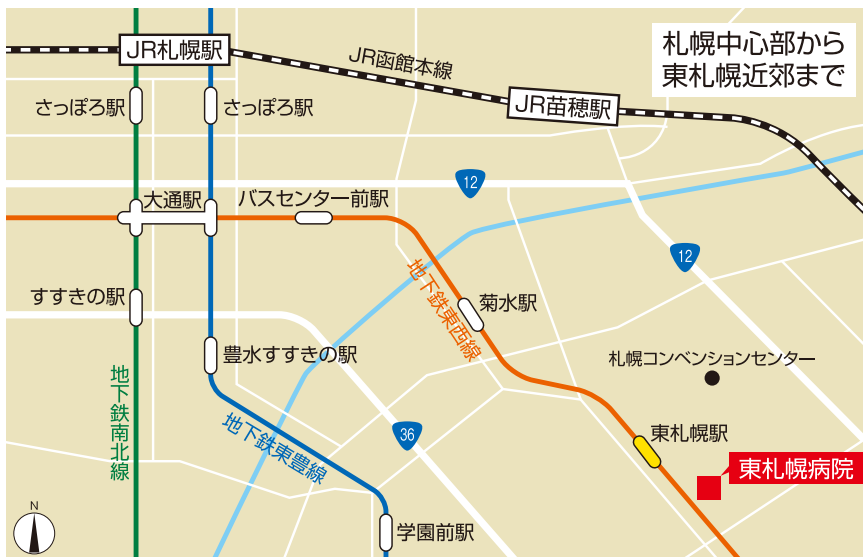 札幌中心部から
東札幌近郊まで
JR札幌駅
JR函館本線
JR苗穂駅
さっぽろ駅
さっぽろ駅
12
大通駅
バスセンター前駅
12
地下鉄東西線
すすきの駅
菊水駅
豊水すすきの駅
札幌コンベンションセンター
地下鉄南北線
地下鉄東豊線
36
東札幌駅
東札幌病院
N
学園前駅